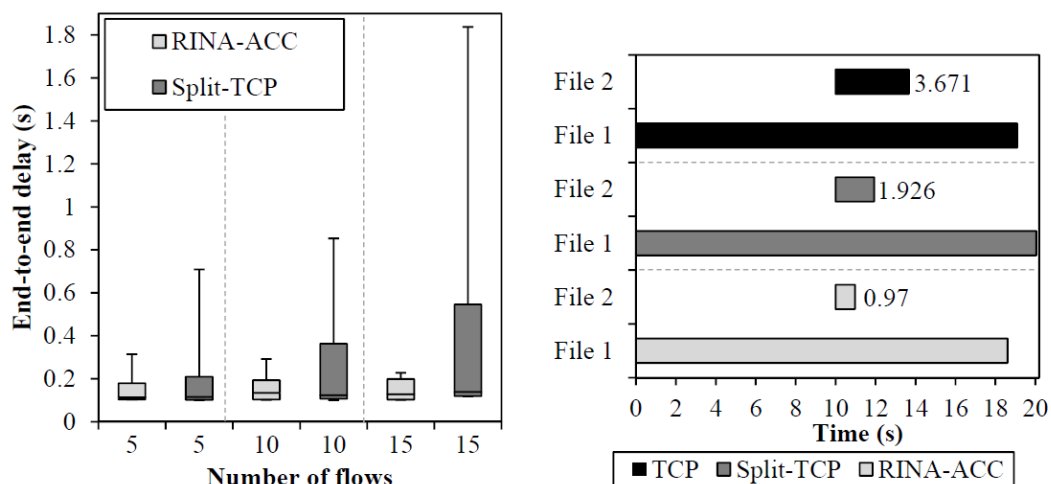 1.8
1.6
1.4
1.2
1
0.8
0.6
0.4
0.2
0
End-to-end delay (s)
RINA-ACC
Split-TCP
5 5 10 10 15 15
Number of flows
File 2
3.671
File 1
File 2
1.926
File 1
File 2
0.97
File 1
0 2 4 6 8 10 12 14 16 18 20
Time (s)
TCP Split-TCP RINA-ACC